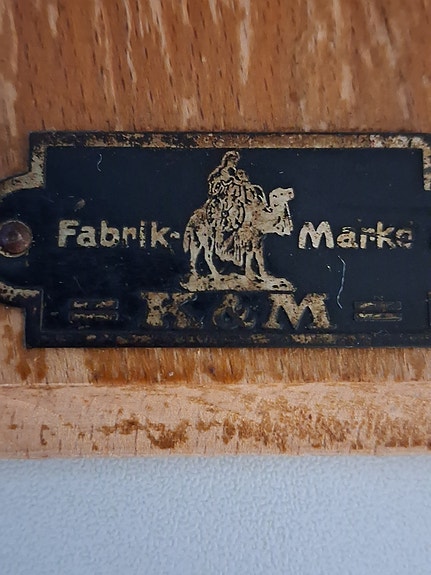 Fabrik-Marke
= K & M =